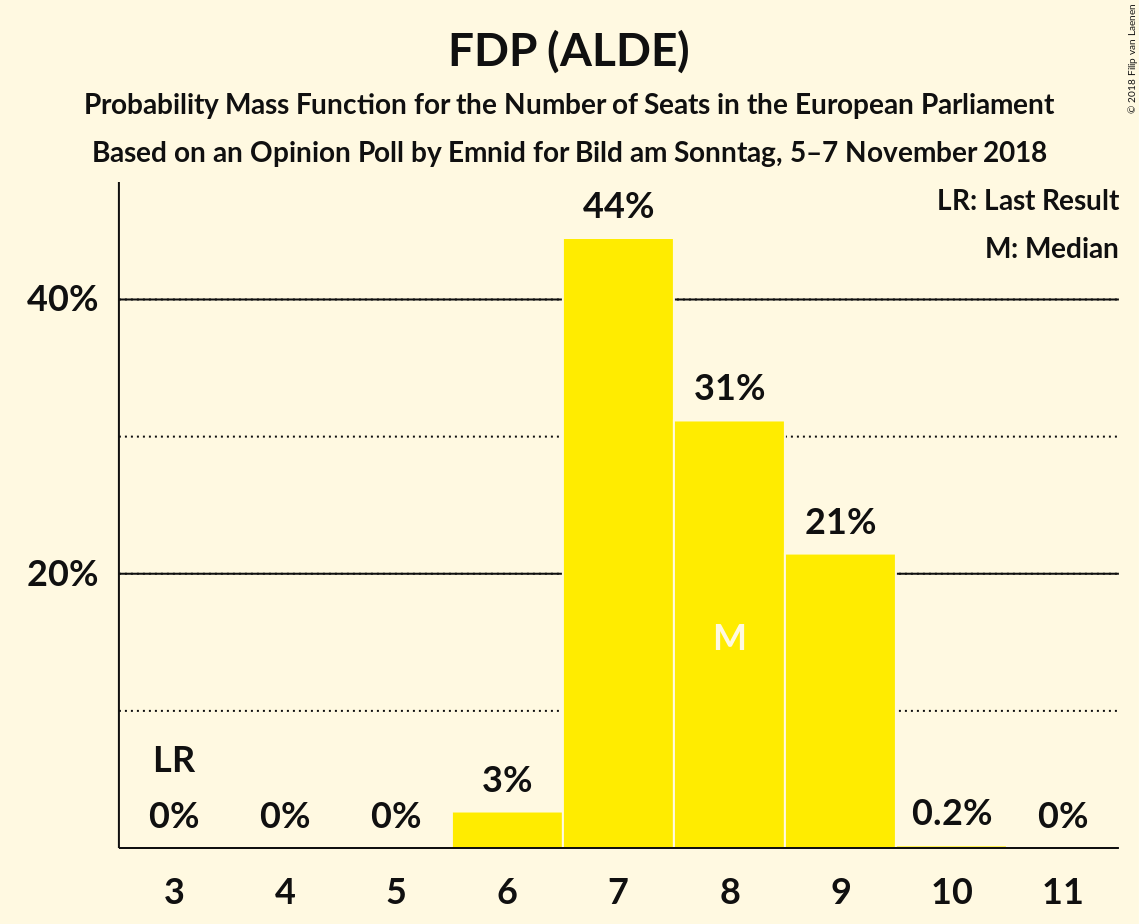 FDP (ALDE)
Probability Mass Function for the Number of Seats in the European Parliament
Based on an Opinion Poll by Emnid for Bild am Sonntag, 5–7 November 2018
© 2018 Filip van Laenen
LR: Last Result
M: Median
44%
40%
31%
21%
20%
M
LR
0%
0%
0%
3%
0.2%
0%
3 4 5 6 7 8 9 10 11